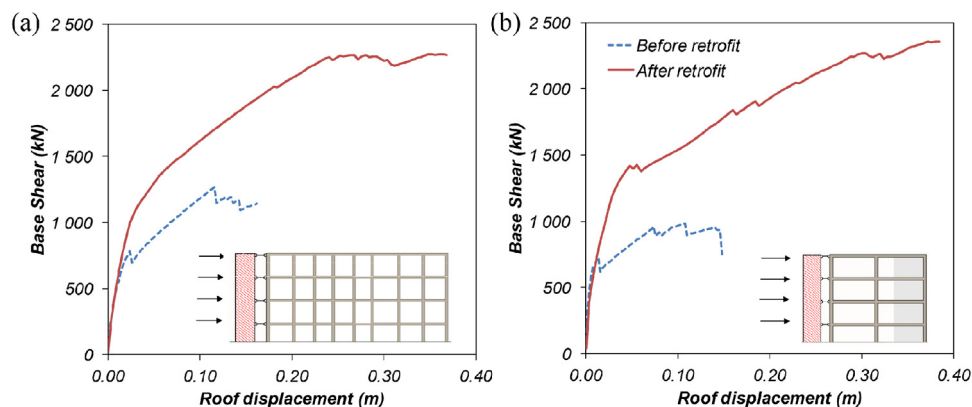 (a)
2 500
2 000
1 500
1 000
500
0
Base Shear (kN)
0.00 0.10 0.20 0.30 0.40
Roof displacement (m)
(b)
2 500
2 000
1 500
1 000
500
0
Base Shear (kN)
Before retrofit
After retrofit
0.00 0.10 0.20 0.30 0.40
Roof displacement (m)